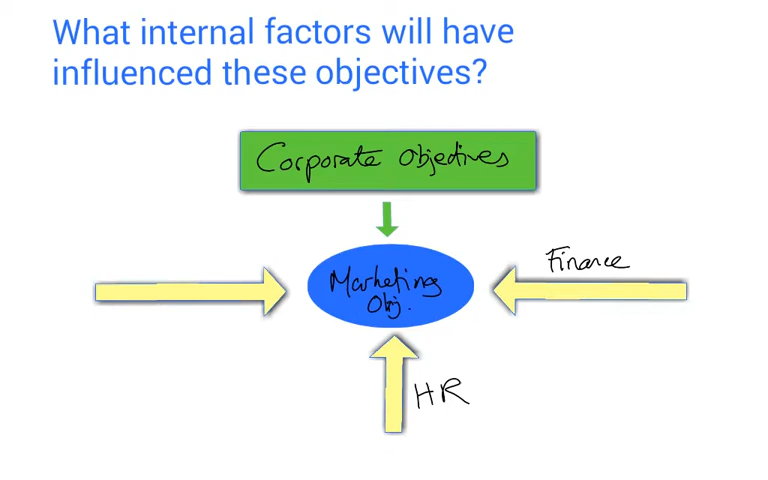 What internal factors will have
influenced these objectives?
Corporate Objectives
Finance
Marketing
Obj.
HR